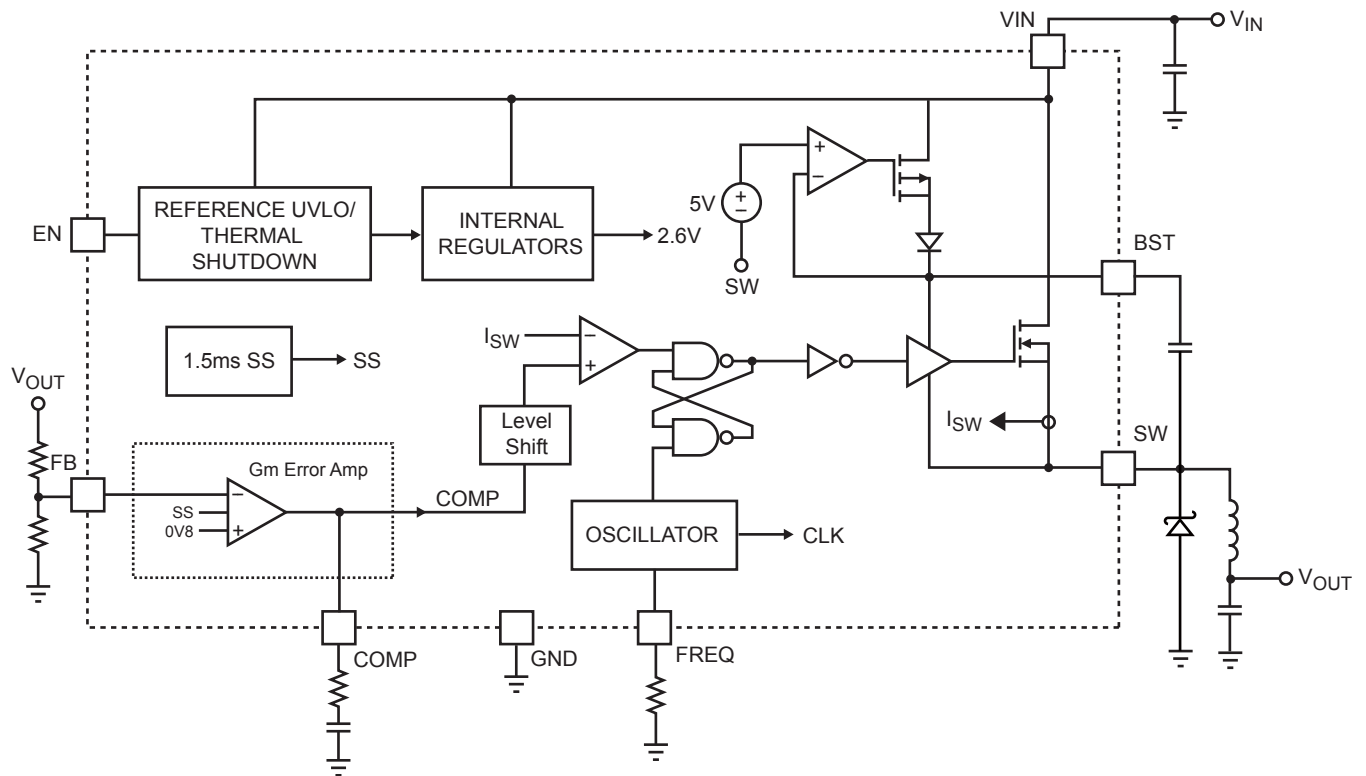 VIN
V_IN
EN
REFERENCE UVLO/
THERMAL
SHUTDOWN
INTERNAL
REGULATORS
2.6V
5V
+
−
SW
+
−
BST
1.5ms SS
SS
I_SW
−
+
V_OUT
FB
Level
Shift
I_SW
SW
Gm Error Amp
−
SS
0V8
+
COMP
OSCILLATOR
CLK
V_OUT
COMP
GND
FREQ